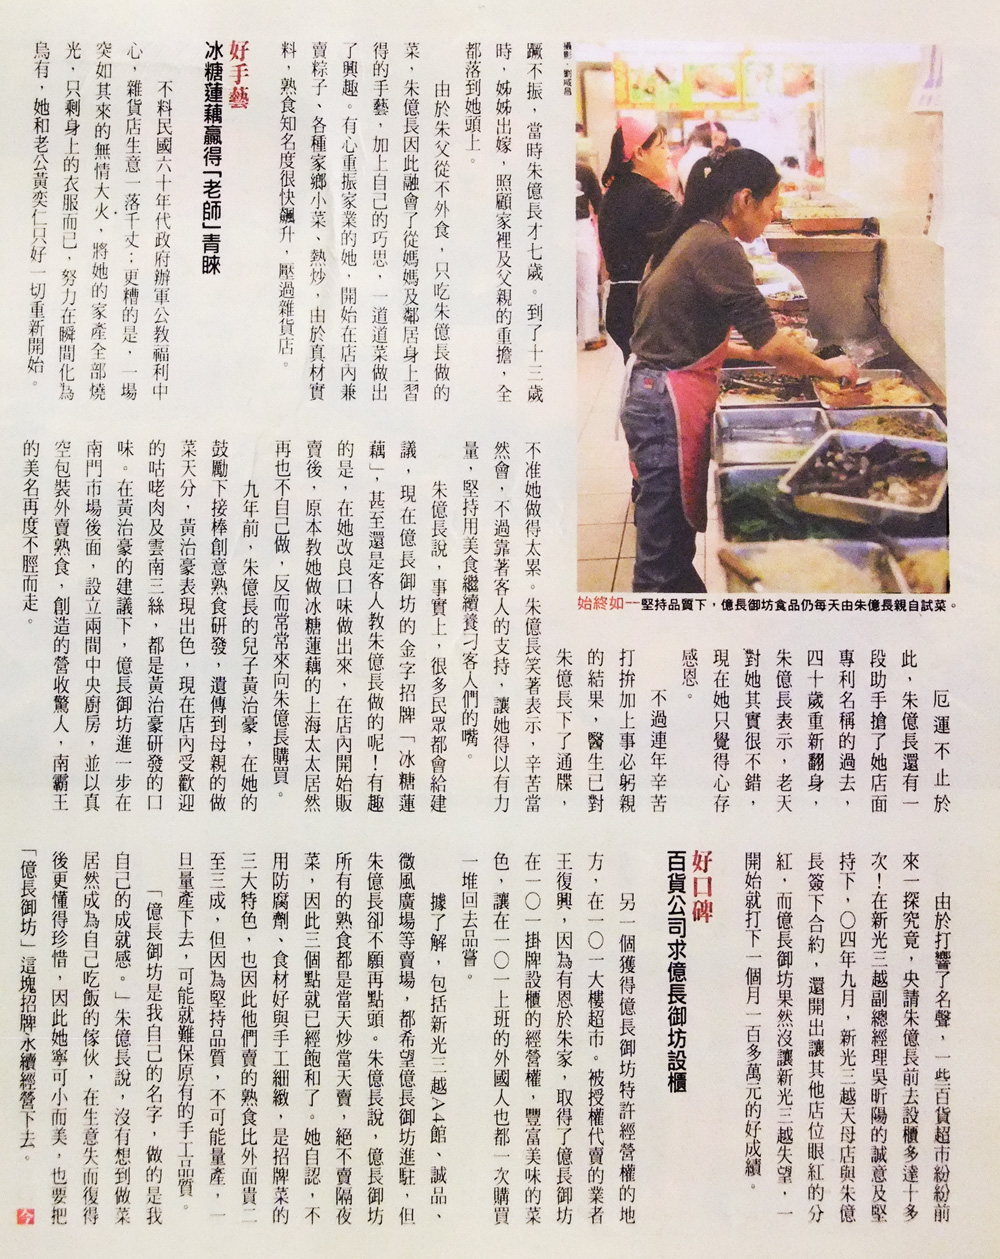 攝影．劉咸昌
始終如一——堅持品質下，億長御坊食品仍每天由朱億長親自試菜。
蹶不振，當時朱億長才七歲。到了十三歲
時，姊姊出嫁，照顧家裡及父親的重擔，全
都落到她頭上。
由於朱父從不外食，只吃朱億長做的
菜，朱億長因此融會了從媽媽及鄰居身上習
得的手藝，加上自己的巧思，一道道菜做出
了興趣。有心重振家業的她，開始在店內兼
賣粽子、各種家鄉小菜、熱炒，由於真材實
料，熟食知名度很快飆升，壓過雜貨店。
好手藝
冰糖蓮藕贏得「老師」青睞
不料民國六十年代政府辦軍公教福利中
心，雜貨店生意一落千丈；更糟的是，一場
突如其來的無情大火，將她的家產全部燒
光，只剩身上的衣服而已，努力在瞬間化為
烏有，她和老公黃奕仁只好一切重新開始。
厄運不止於
此，朱億長還有一
段助手搶了她店面
專利名稱的過去，
四十歲重新翻身，
朱億長表示，老天
對她其實很不錯，
現在她只覺得心存
感恩。
不過連年辛苦
打拚加上事必躬親
的結果，醫生已對
朱億長下了通牒，
不准她做得太累。朱億長笑著表示，辛苦當
然會，不過靠著客人的支持，讓她得以有力
量，堅持用美食繼續養刁客人們的嘴。
朱億長說，事實上，很多民眾都會給建
議，現在億長御坊的金字招牌「冰糖蓮
藕」，甚至還是客人教朱億長做的呢！有趣
的是，在她改良口味做出來，在店內開始販
賣後，原本教她做冰糖蓮藕的上海太太居然
再也不自己做，反而常常來向朱億長購買。
九年前，朱億長的兒子黃治豪，在她的
鼓勵下接棒創意熟食研發，遺傳到母親的做
菜天分，黃治豪表現出色，現在店內受歡迎
的咕咾肉及雲南三絲，都是黃治豪研發的口
味。在黃治豪的建議下，億長御坊進一步在
南門市場後面，設立兩間中央廚房，並以真
空包裝外賣熟食，創造的營收驚人，南霸王
的美名再度不脛而走。
由於打響了名聲，一些百貨超市紛紛前
來一探究竟，央請朱億長前去設櫃多達十多
次！在新光三越副總經理吳昕陽的誠意及堅
持下，〇四年九月，新光三越天母店與朱億
長簽下合約，還開出讓其他店位眼紅的分
紅，而億長御坊果然沒讓新光三越失望，一
開始就打下一個月一百多萬元的好成績。
好口碑
百貨公司求億長御坊設櫃
另一個獲得億長御坊特許經營權的地
方，在一〇一大樓超市。被授權代賣的業者
王復興，因為有恩於朱家，取得了億長御坊
在一〇一掛牌設櫃的經營權，豐富美味的菜
色，讓在一〇一上班的外國人也都一次購買
一堆回去品嘗。
據了解，包括新光三越A4館、誠品、
微風廣場等賣場，都希望億長御坊進駐，但
朱億長卻不願再點頭。朱億長說，億長御坊
所有的熟食都是當天炒當天賣，絕不賣隔夜
菜，因此三個點就已經飽和了。她自認，不
用防腐劑、食材好與手工細緻，是招牌菜的
三大特色，也因此他們賣的熟食比外面貴二
至三成，但因為堅持品質，不可能量產，一
旦量產下去，可能就難保原有的手工品質。
「億長御坊是我自己的名字，做的是我
自己的成就感。」朱億長說，沒有想到做菜
居然成為自己吃飯的傢伙，在生意失而復得
後更懂得珍惜，因此她寧可小而美，也要把
「億長御坊」這塊招牌永續經營下去。
今